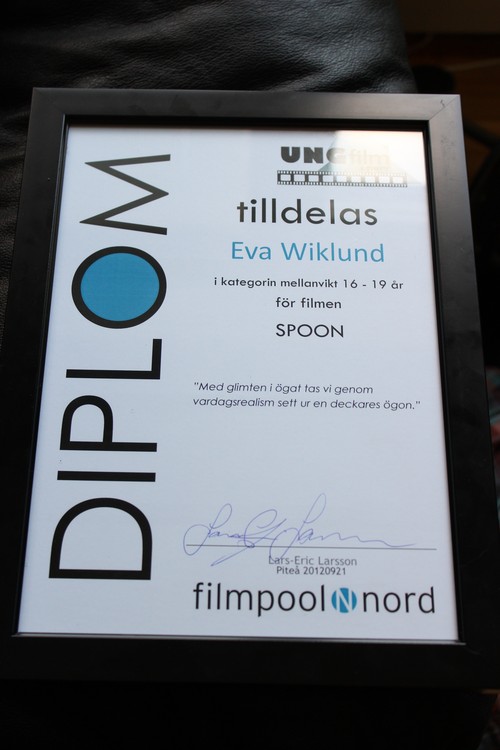 DIPLOM
UNGfilm
tilldelas
Eva Wiklund
i kategorin mellanvikt 16 - 19 år
för filmen
SPOON
"Med glimten i ögat tas vi genom
vardagsrealism sett ur en deckares ögon."
Lars-Eric Larsson
Piteå 20120921
filmpool N nord